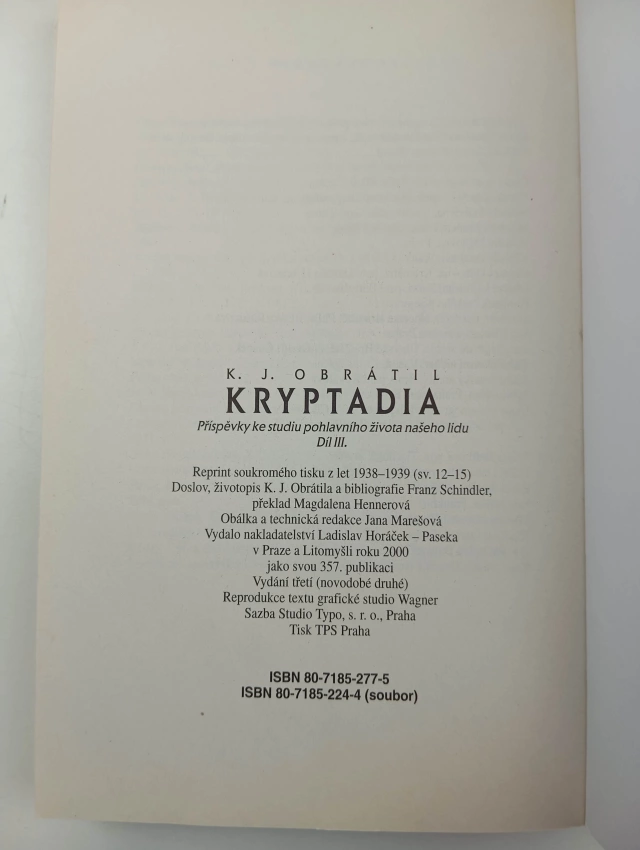 K. J. OBRÁTIL
KRYPTADIA
Příspěvky ke studiu pohlavního života našeho lidu
Díl III.
Reprint soukromého tisku z let 1938–1939 (sv. 12–15)
Doslov, životopis K. J. Obrátila a bibliografie Franz Schindler,
překlad Magdalena Hennerová
Obálka a technická redakce Jana Marešová
Vydalo nakladatelství Ladislav Horáček – Paseka
v Praze a Litomyšli roku 2000
jako svou 357. publikaci
Vydání třetí (novodobé druhé)
Reprodukce textu grafické studio Wagner
Sazba Studio Typo, s. r. o., Praha
Tisk TPS Praha
ISBN 80-7185-277-5
ISBN 80-7185-224-4 (soubor)